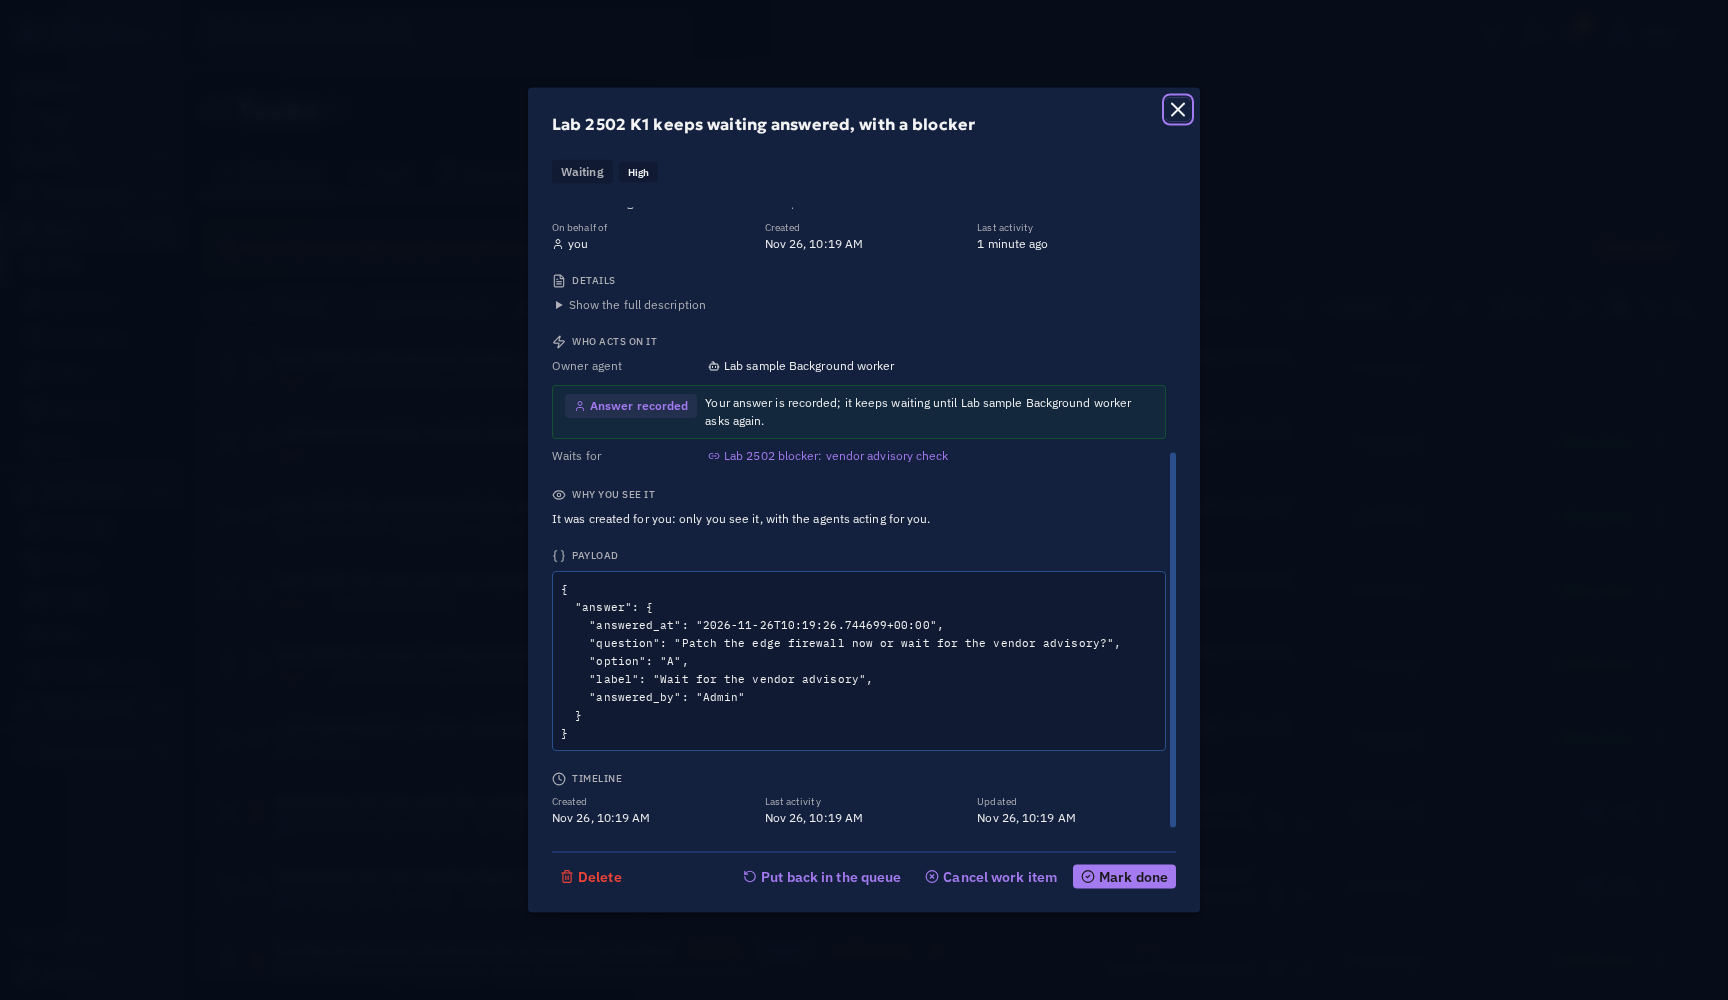 Lab 2502 K1 keeps waiting answered, with a blocker
Waiting High
On behalf of Created Last activity
you Nov 26, 10:19 AM 1 minute ago
DETAILS
Show the full description
WHO ACTS ON IT
Owner agent Lab sample Background worker
Answer recorded Your answer is recorded; it keeps waiting until Lab sample Background worker
asks again.
Waits for Lab 2502 blocker: vendor advisory check
WHY YOU SEE IT
It was created for you: only you see it, with the agents acting for you.
{ } PAYLOAD
{
"answer": {
"answered_at": "2026-11-26T10:19:26.744699+00:00",
"question": "Patch the edge firewall now or wait for the vendor advisory?",
"option": "A",
"label": "Wait for the vendor advisory",
"answered_by": "Admin"
}
}
TIMELINE
Created Last activity Updated
Nov 26, 10:19 AM Nov 26, 10:19 AM Nov 26, 10:19 AM
Delete Put back in the queue Cancel work item Mark done